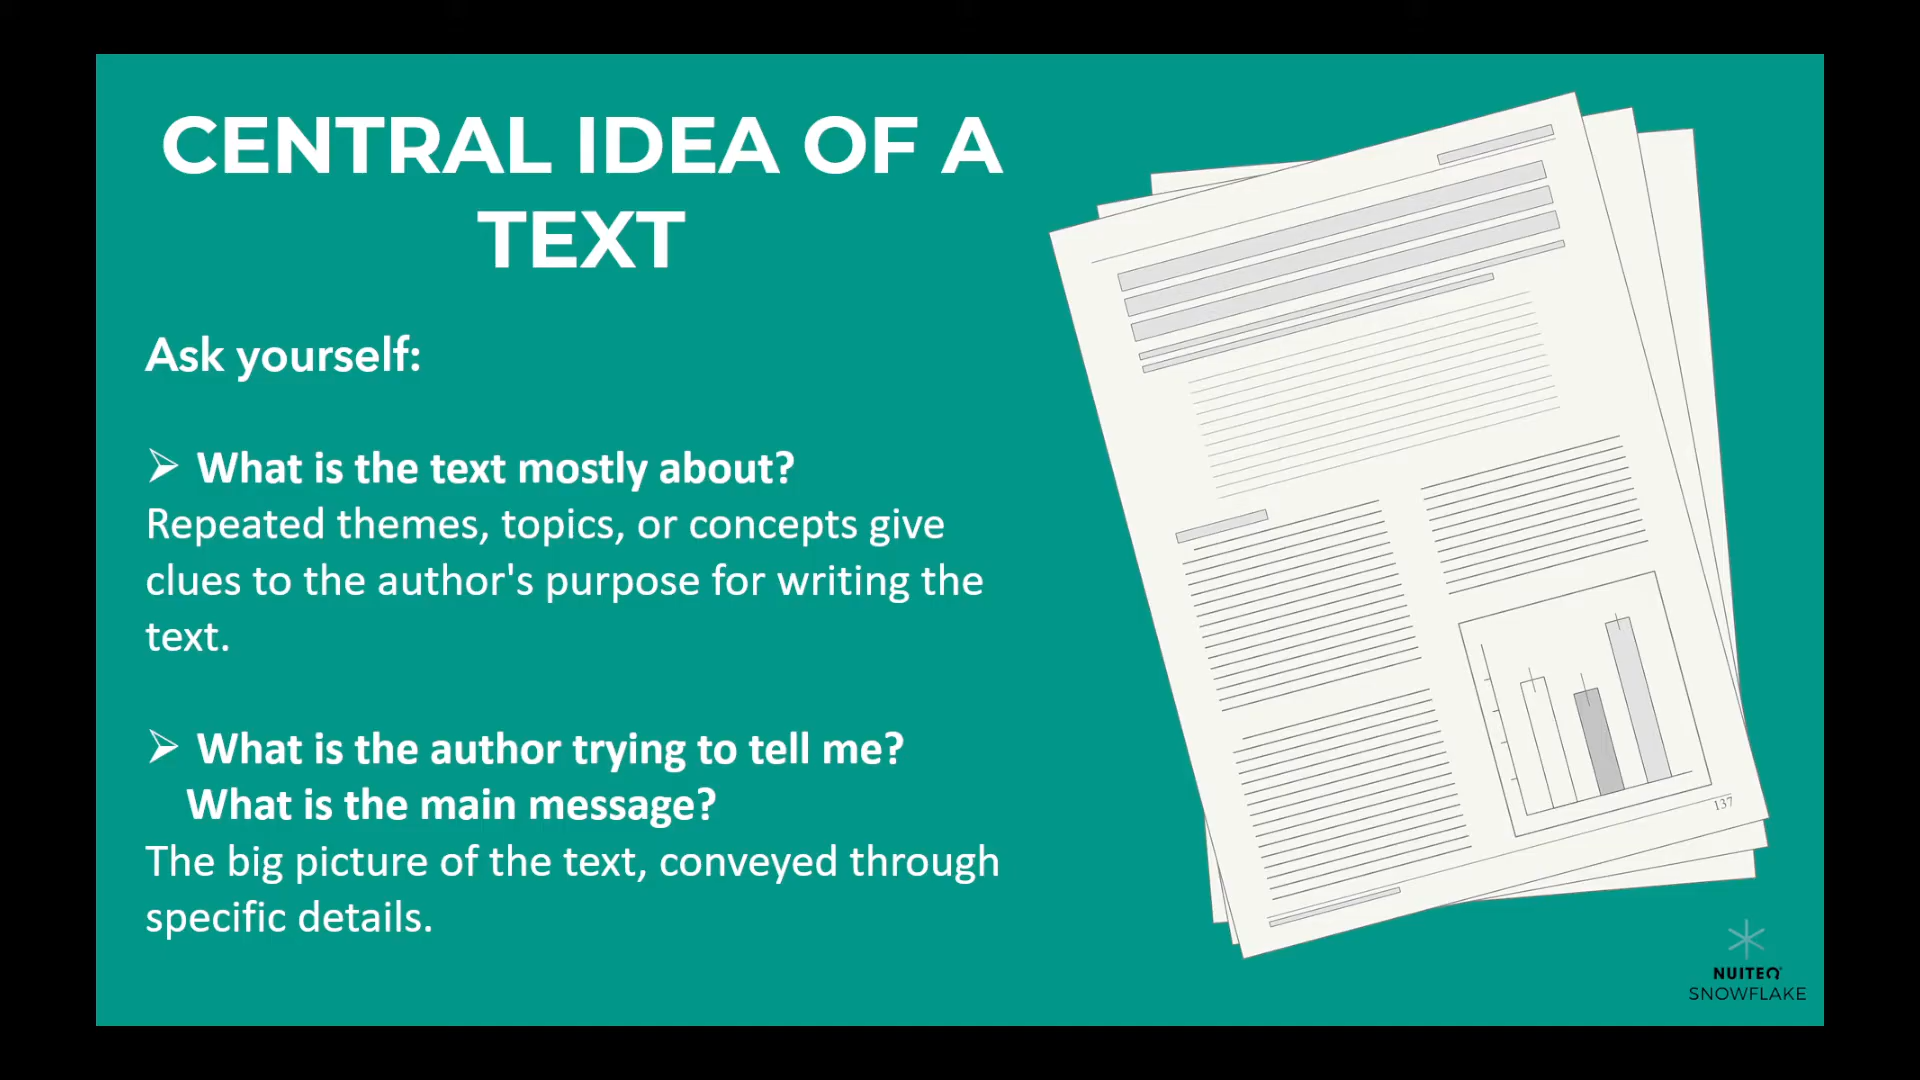 CENTRAL IDEA OF A
TEXT
Ask yourself:
➢ What is the text mostly about?
Repeated themes, topics, or concepts give
clues to the author's purpose for writing the
text.
➢ What is the author trying to tell me?
What is the main message?
The big picture of the text, conveyed through
specific details.
137
NUITEQ
SNOWFLAKE